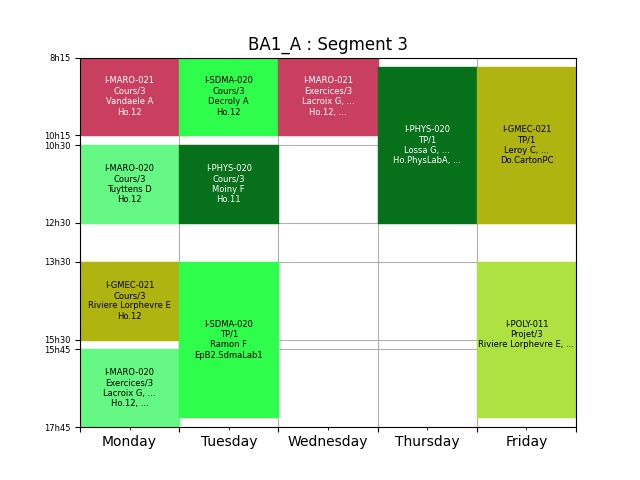 BA1_A : Segment 3
8h15
10h15
10h30
12h30
13h30
15h30
15h45
17h45
I-MARO-021
Cours/3
Vandaele A
Ho.12
I-SDMA-020
Cours/3
Decroly A
Ho.12
I-MARO-021
Exercices/3
Lacroix G, ...
Ho.12, ...
I-PHYS-020
TP/1
Lossa G, ...
Ho.PhysLabA, ...
I-GMEC-021
TP/1
Leroy C, ...
Do.CartonPC
I-MARO-020
Cours/3
Tuyttens D
Ho.12
I-PHYS-020
Cours/3
Moiny F
Ho.11
I-GMEC-021
Cours/3
Riviere Lorphevre E
Ho.12
I-SDMA-020
TP/1
Ramon F
EpB2.SdmaLab1
I-POLY-011
Projet/3
Riviere Lorphevre E, ...
I-MARO-020
Exercices/3
Lacroix G, ...
Ho.12, ...
Monday
Tuesday
Wednesday
Thursday
Friday